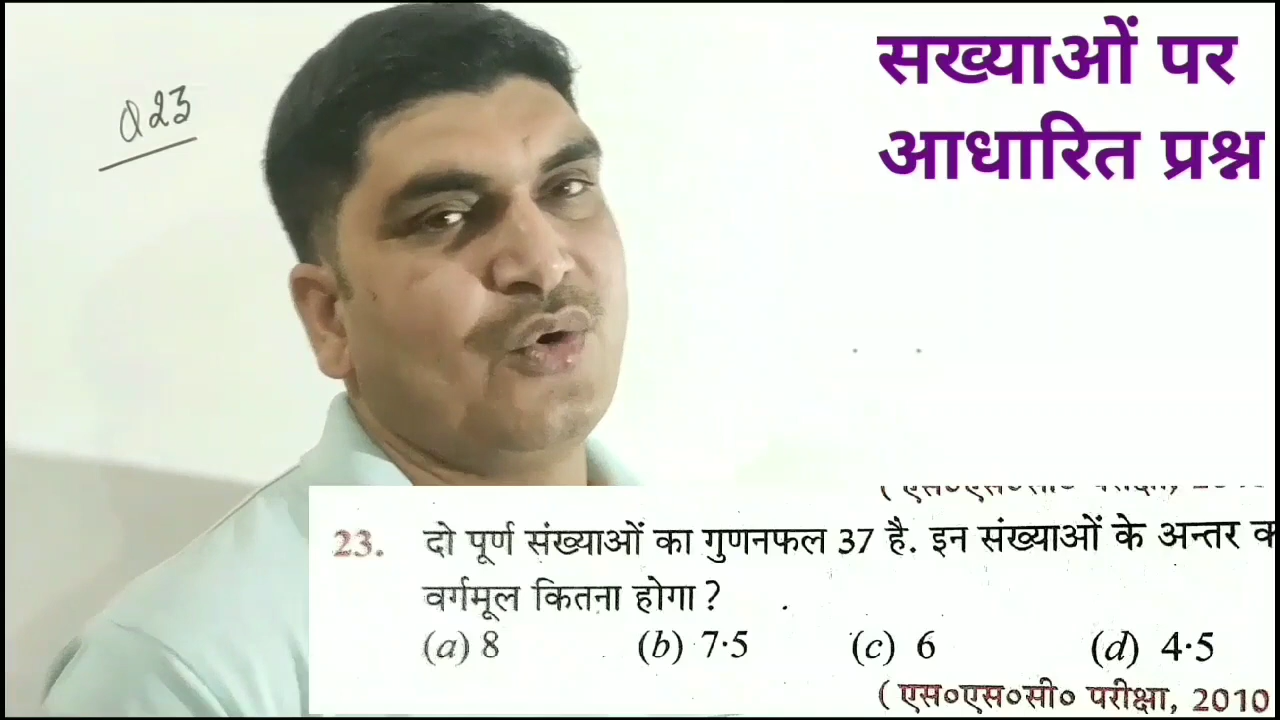 Q 23
सख्याओं पर
आधारित प्रश्न
23. दो पूर्ण संख्याओं का गुणनफल 37 है. इन संख्याओं के अन्तर
वर्गमूल कितना होगा ?
(a) 8 (b) 7·5 (c) 6 (d) 4·5
( एस०एस०सी० परीक्षा, 2010